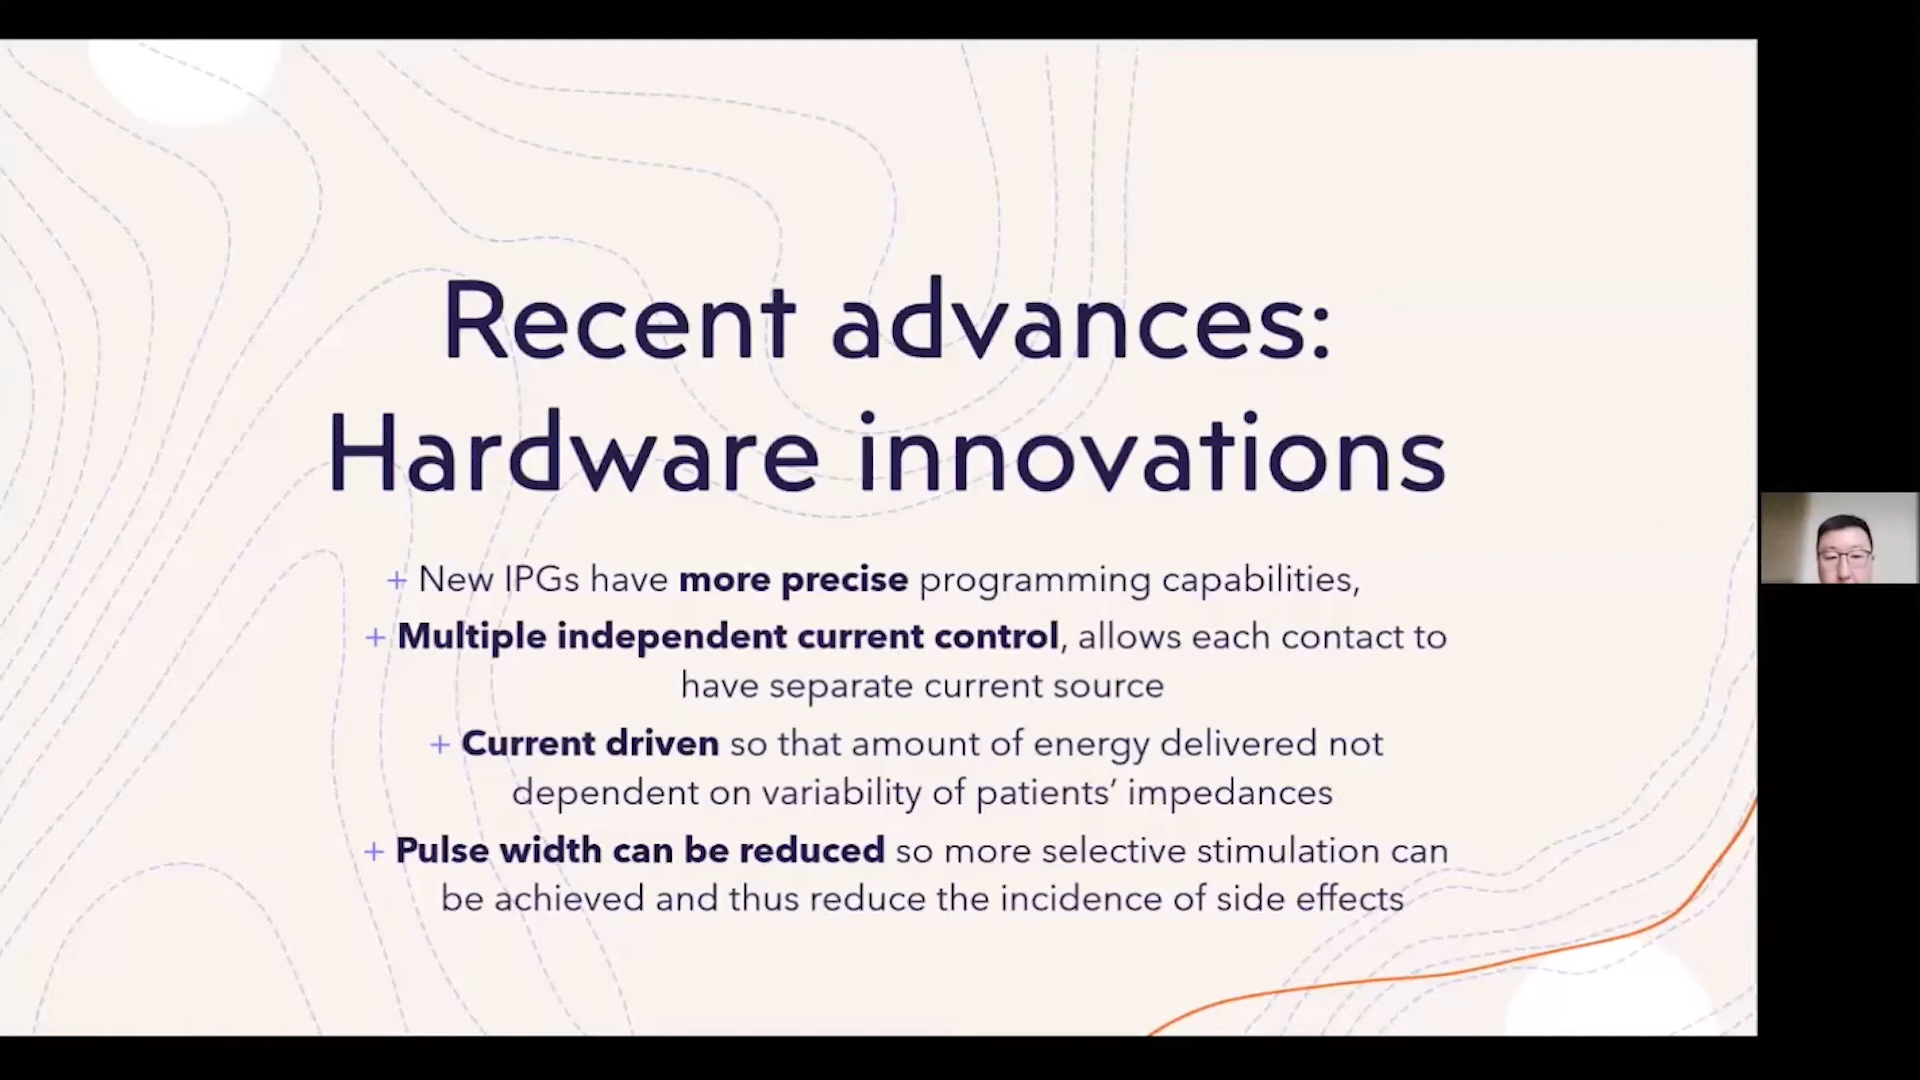 Recent advances:
Hardware innovations
+ New IPGs have more precise programming capabilities,
+ Multiple independent current control, allows each contact to
have separate current source
+ Current driven so that amount of energy delivered not
dependent on variability of patients’ impedances
+ Pulse width can be reduced so more selective stimulation can
be achieved and thus reduce the incidence of side effects